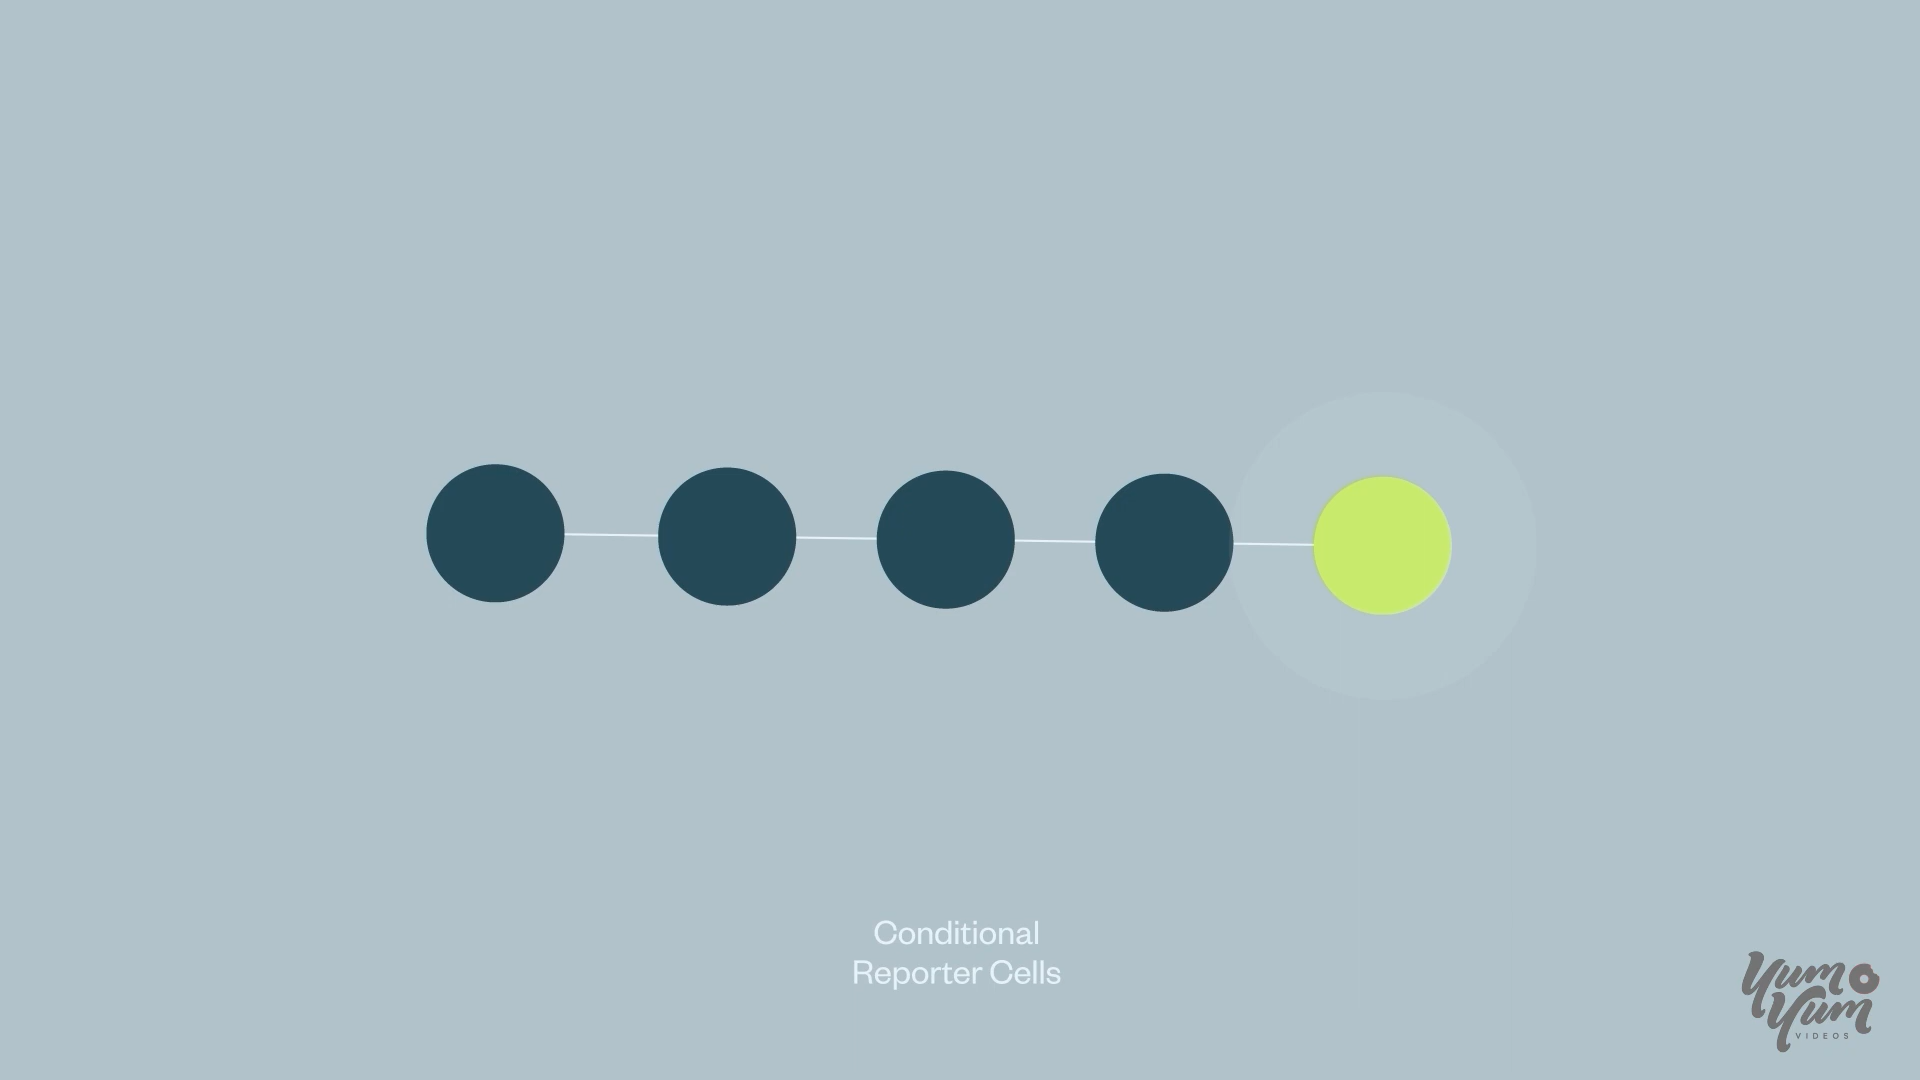 Conditional
Reporter Cells
Yum
Yum
VIDEOS